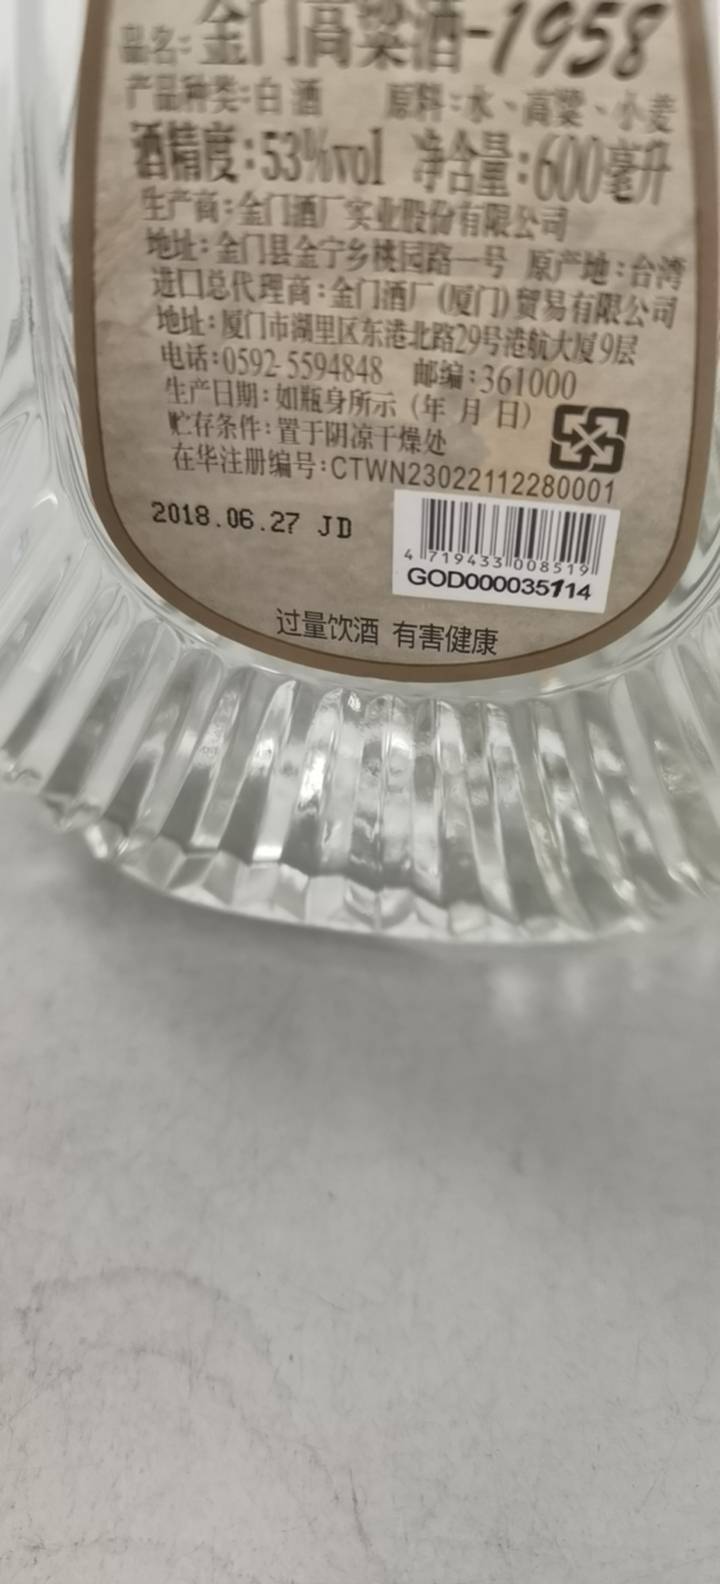 品名:金门高粱酒-1958
产品种类:白酒 原料:水、高粱、小麦
酒精度:53%vol 净含量:600毫升
生产商:金门酒厂实业股份有限公司
地址:金门县金宁乡桃园路一号 原产地:台湾
进口总代理商:金门酒厂(厦门)贸易有限公司
地址:厦门市湖里区东港北路29号港航大厦9层
电话:0592-5594848 邮编:361000
生产日期:如瓶身所示（年 月 日）
贮存条件:置于阴凉干燥处
在华注册编号:CTWN23022112280001
2018.06.27 JD
4 719433 008519
GOD000035114
过量饮酒 有害健康